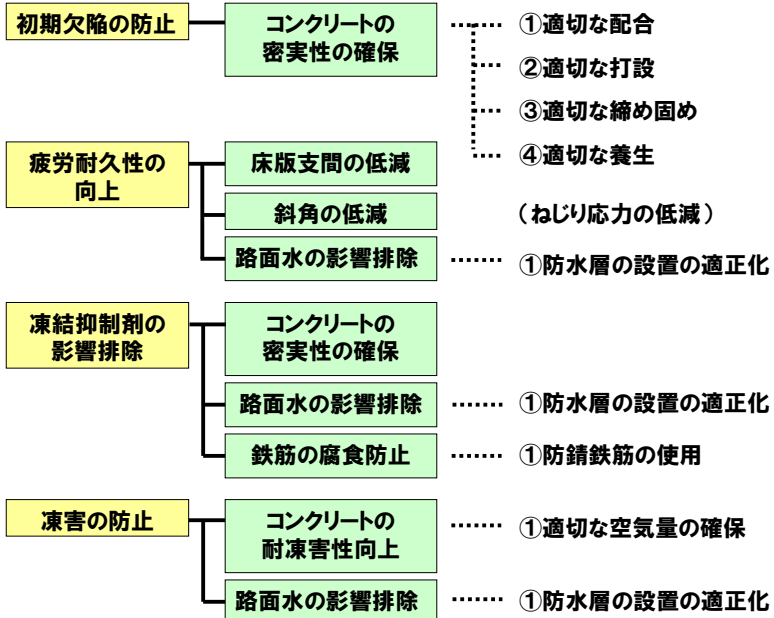 初期欠陥の防止
コンクリートの
密実性の確保
①適切な配合
②適切な打設
③適切な締め固め
④適切な養生
疲労耐久性の
向上
床版支間の低減
斜角の低減
（ねじり応力の低減）
路面水の影響排除
①防水層の設置の適正化
凍結抑制剤の
影響排除
コンクリートの
密実性の確保
路面水の影響排除
①防水層の設置の適正化
鉄筋の腐食防止
①防錆鉄筋の使用
凍害の防止
コンクリートの
耐凍害性向上
①適切な空気量の確保
路面水の影響排除
①防水層の設置の適正化